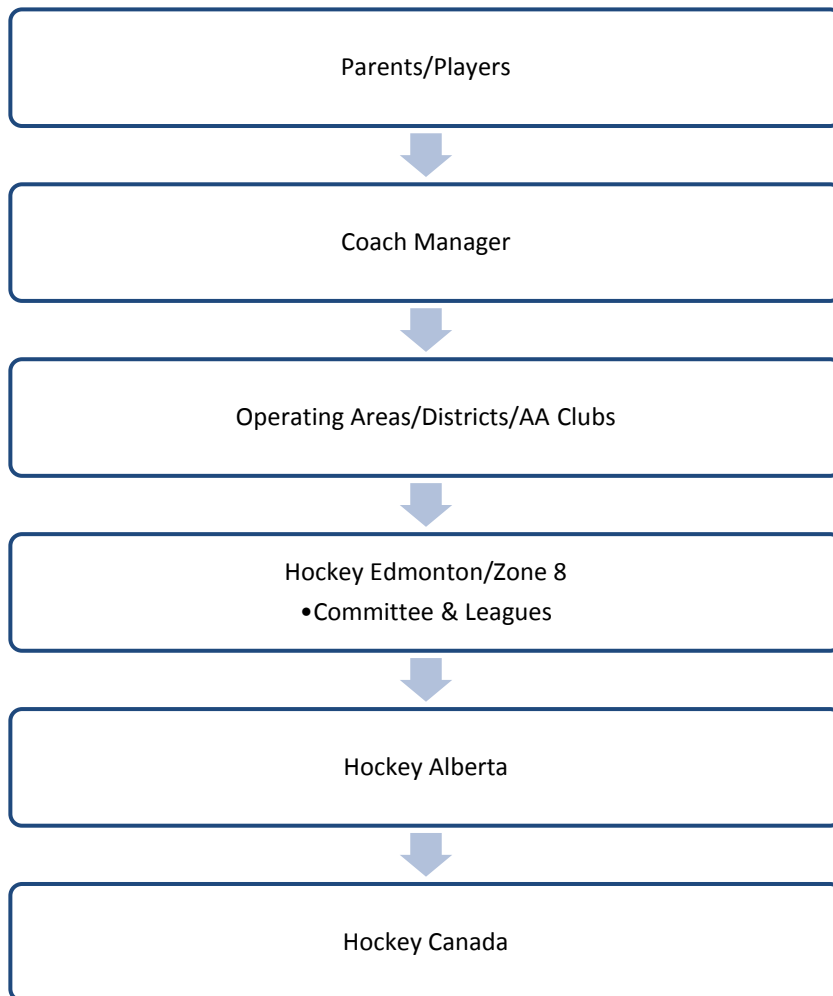 Parents/Players
Coach Manager
Operating Areas/Districts/AA Clubs
Hockey Edmonton/Zone 8
•Committee & Leagues
Hockey Alberta
Hockey Canada